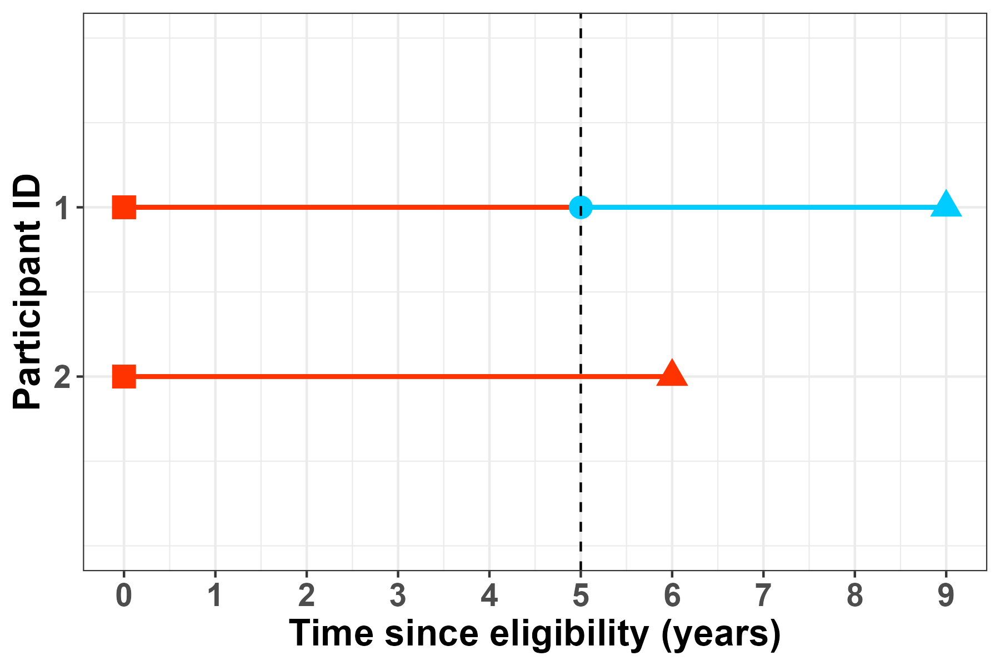 Participant ID
1
2
0 1 2 3 4 5 6 7 8 9
Time since eligibility (years)